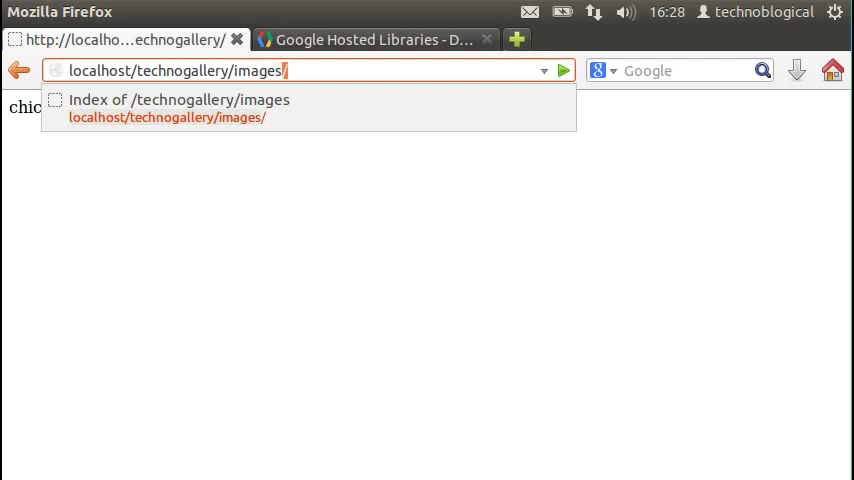 Mozilla Firefox
16:28
technoblogical
http://localho…echnogallery/
Google Hosted Libraries - D…
localhost/technogallery/images/
8
Google
Index of /technogallery/images
localhost/technogallery/images/
chic